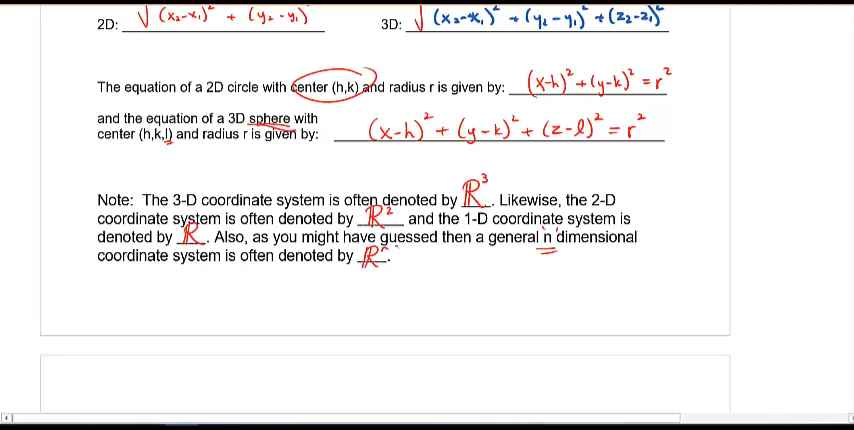 2D: √(x₂-x₁)² + (y₂-y₁)² 3D: √(x₂-x₁)² + (y₂-y₁)² + (z₂-z₁)²
The equation of a 2D circle with center (h,k) and radius r is given by: (x-h)² + (y-k)² = r²
and the equation of a 3D sphere with
center (h,k,l) and radius r is given by: (x-h)² + (y-k)² + (z-l)² = r²
Note: The 3-D coordinate system is often denoted by ℝ³. Likewise, the 2-D
coordinate system is often denoted by ℝ² and the 1-D coordinate system is
denoted by ℝ. Also, as you might have guessed then a general 'n' dimensional
coordinate system is often denoted by ℝⁿ.